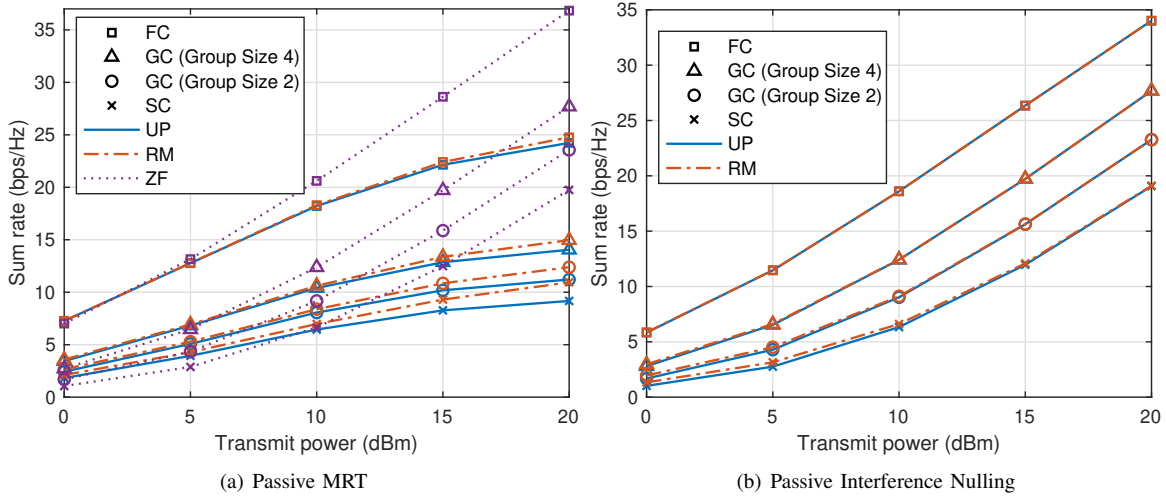 FC
GC (Group Size 4)
GC (Group Size 2)
SC
UP
RM
ZF
Sum rate (bps/Hz)
35
30
25
20
15
10
5
0
0 5 10 15 20
Transmit power (dBm)
(a) Passive MRT
FC
GC (Group Size 4)
GC (Group Size 2)
SC
UP
RM
Sum rate (bps/Hz)
35
30
25
20
15
10
5
0
0 5 10 15 20
Transmit power (dBm)
(b) Passive Interference Nulling